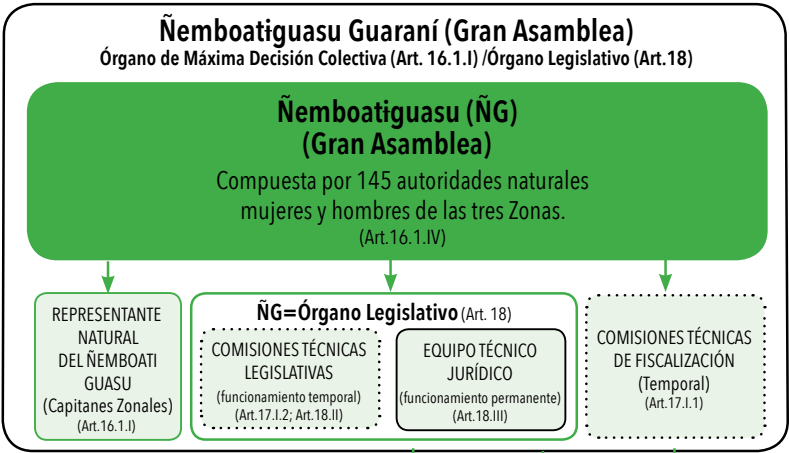 Ñemboatɨguasu Guaraní (Gran Asamblea)
Órgano de Máxima Decisión Colectiva (Art. 16.1.I) /Órgano Legislativo (Art.18)
Ñemboatɨguasu (ÑG)
(Gran Asamblea)
Compuesta por 145 autoridades naturales
mujeres y hombres de las tres Zonas.
(Art.16.1.IV)
REPRESENTANTE
NATURAL
DEL ÑEMBOATI
GUASU
(Capitanes Zonales)
(Art.16.1.I)
ÑG=Órgano Legislativo (Art. 18)
COMISIONES TÉCNICAS
LEGISLATIVAS
(funcionamiento temporal)
(Art.17.I.2; Art.18.II)
EQUIPO TÉCNICO
JURÍDICO
(funcionamiento permanente)
(Art.18.III)
COMISIONES TÉCNICAS
DE FISCALIZACIÓN
(Temporal)
(Art.17.I.1)